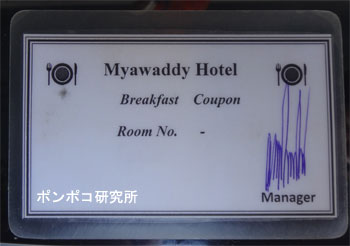 Myawaddy Hotel
Breakfast Coupon
Room No. -
Manager
ポンポコ研究所